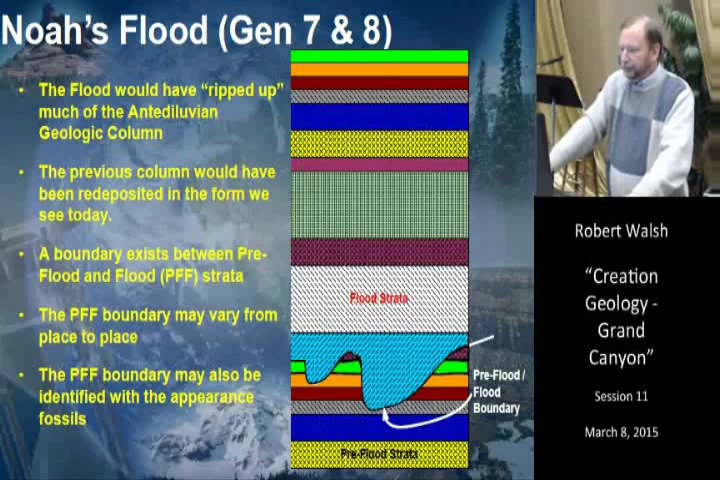 Noah's Flood (Gen 7 & 8)
• The Flood would have “ripped up”
much of the Antediluvian
Geologic Column
• The previous column would have
been redeposited in the form we
see today.
• A boundary exists between Pre-
Flood and Flood (PFF) strata
• The PFF boundary may vary from
place to place
• The PFF boundary may also be
identified with the appearance
fossils
Flood Strata
Pre-Flood /
Flood
Boundary
Pre-Flood Strata
Robert Walsh
“Creation
Geology -
Grand
Canyon”
Session 11
March 8, 2015